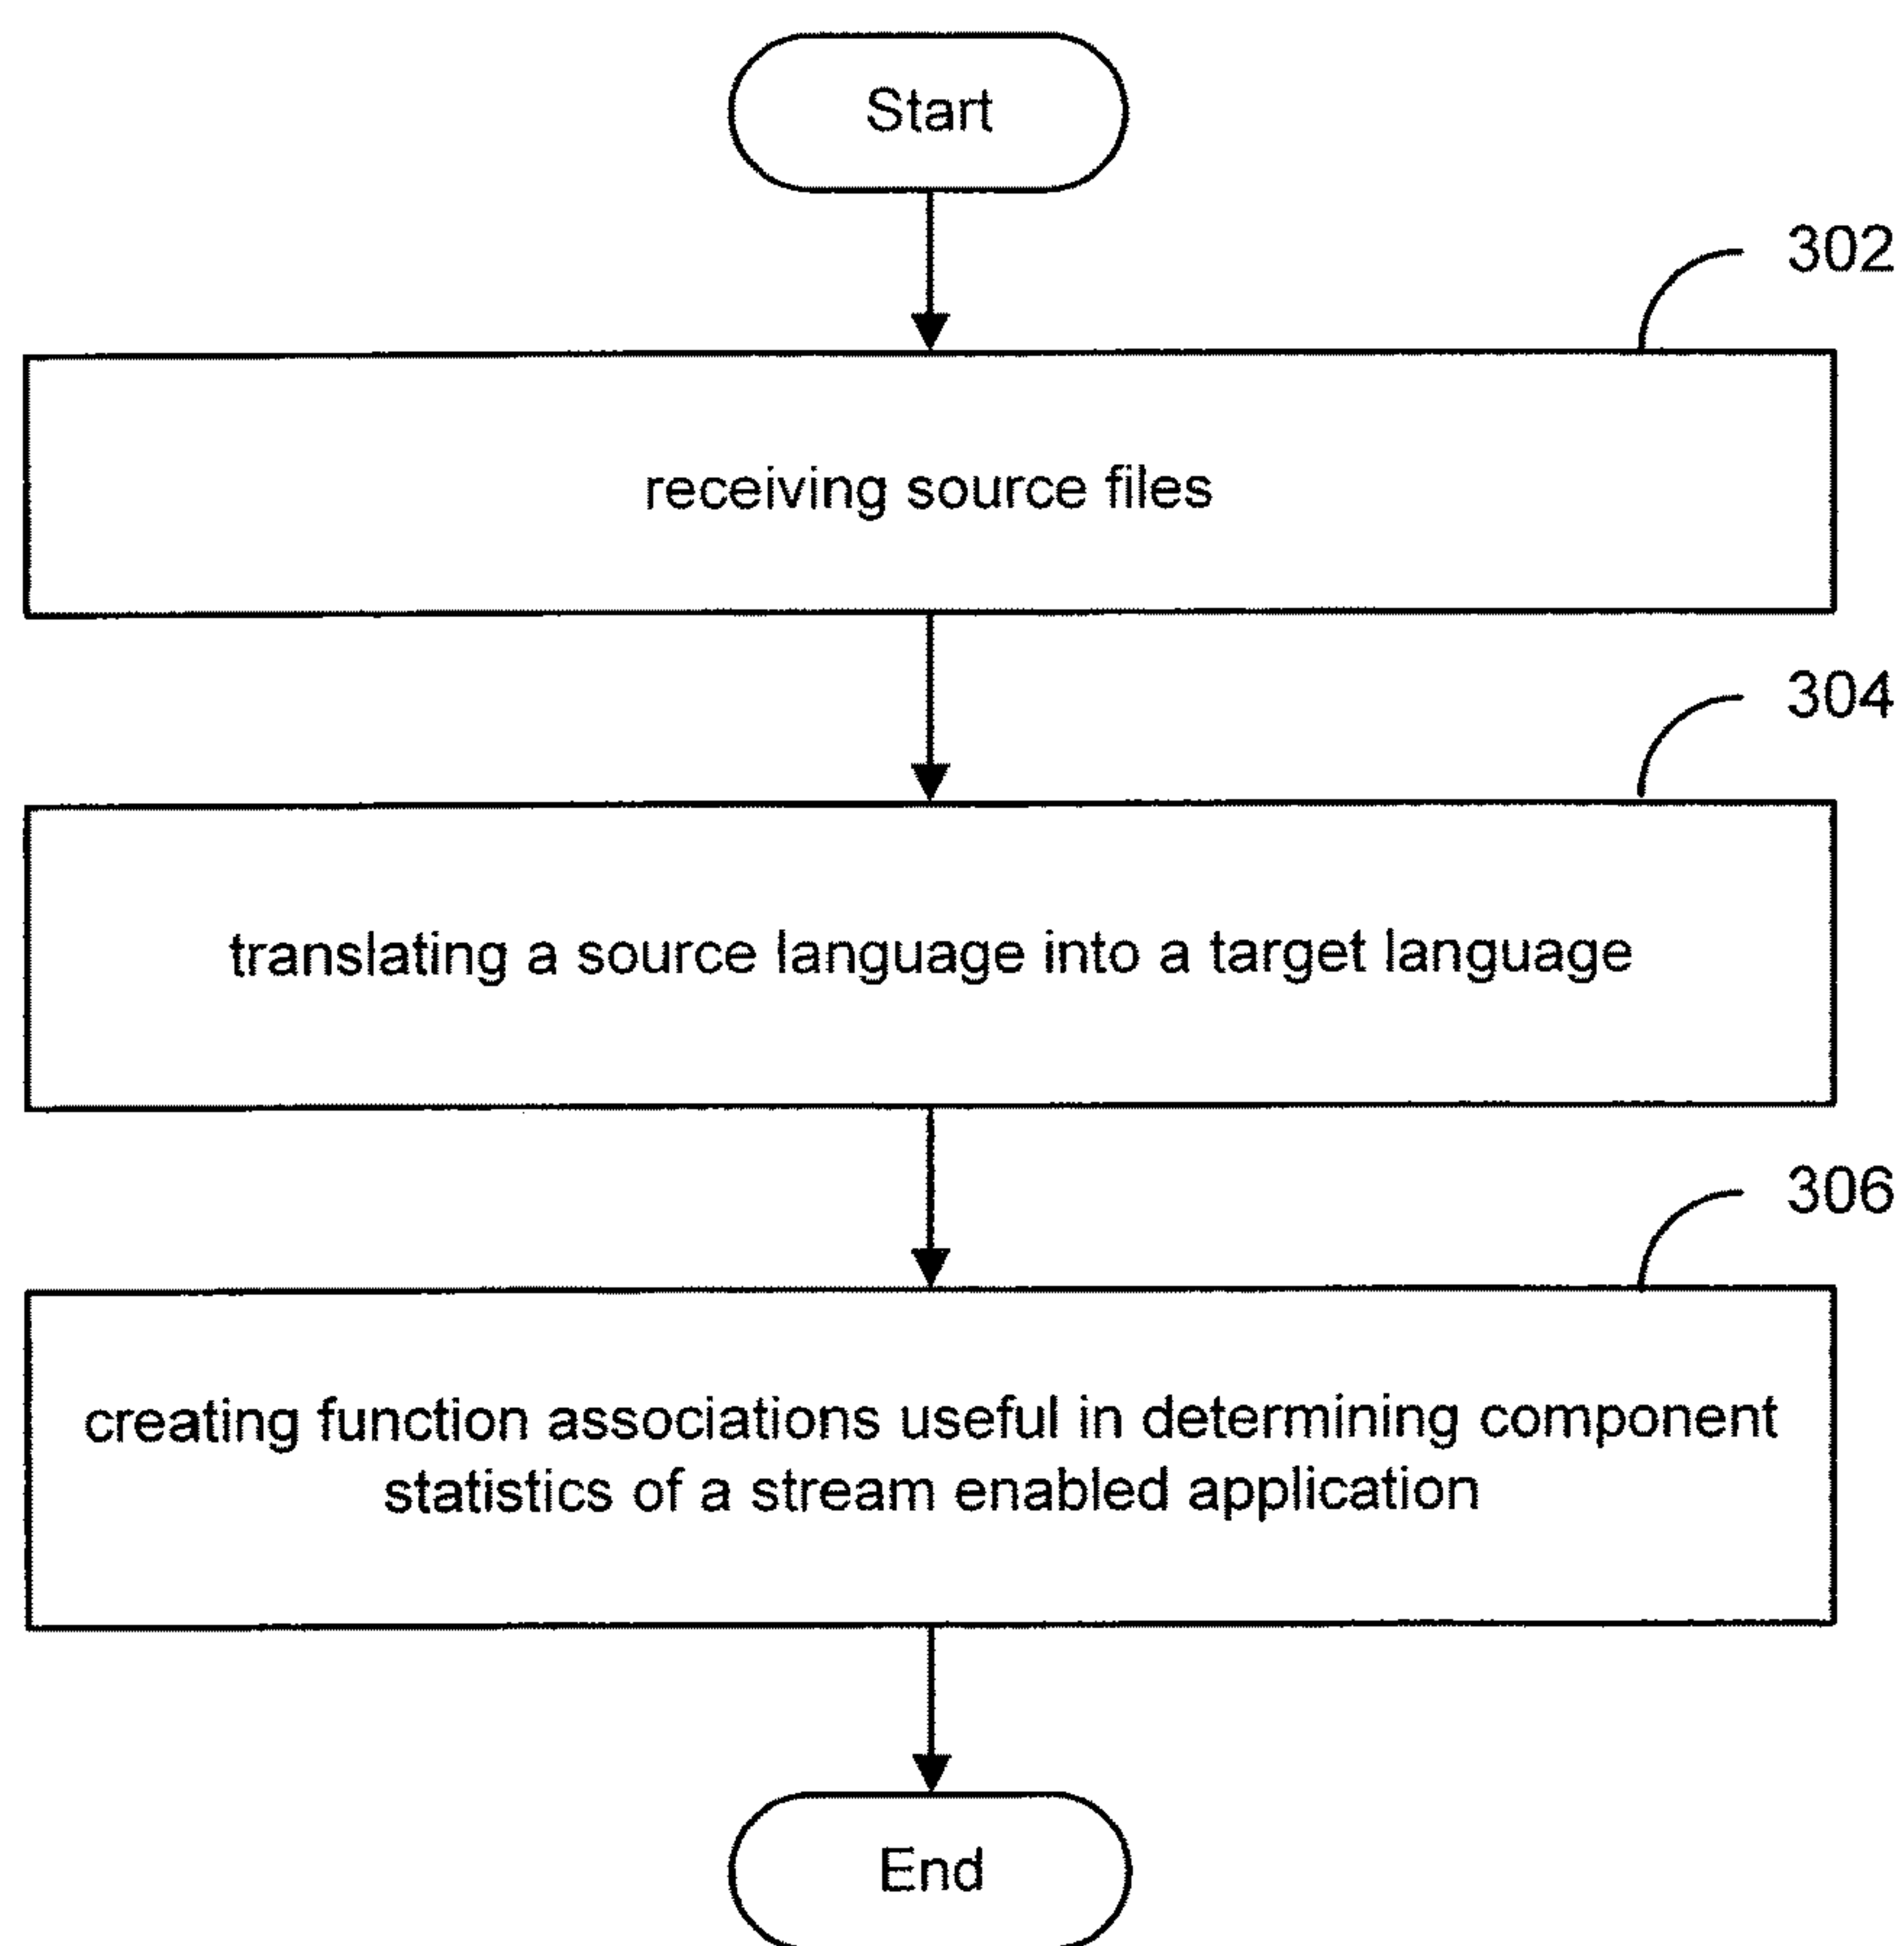 Start
302
receiving source files
304
translating a source language into a target language
306
creating function associations useful in determining component
statistics of a stream enabled application
End